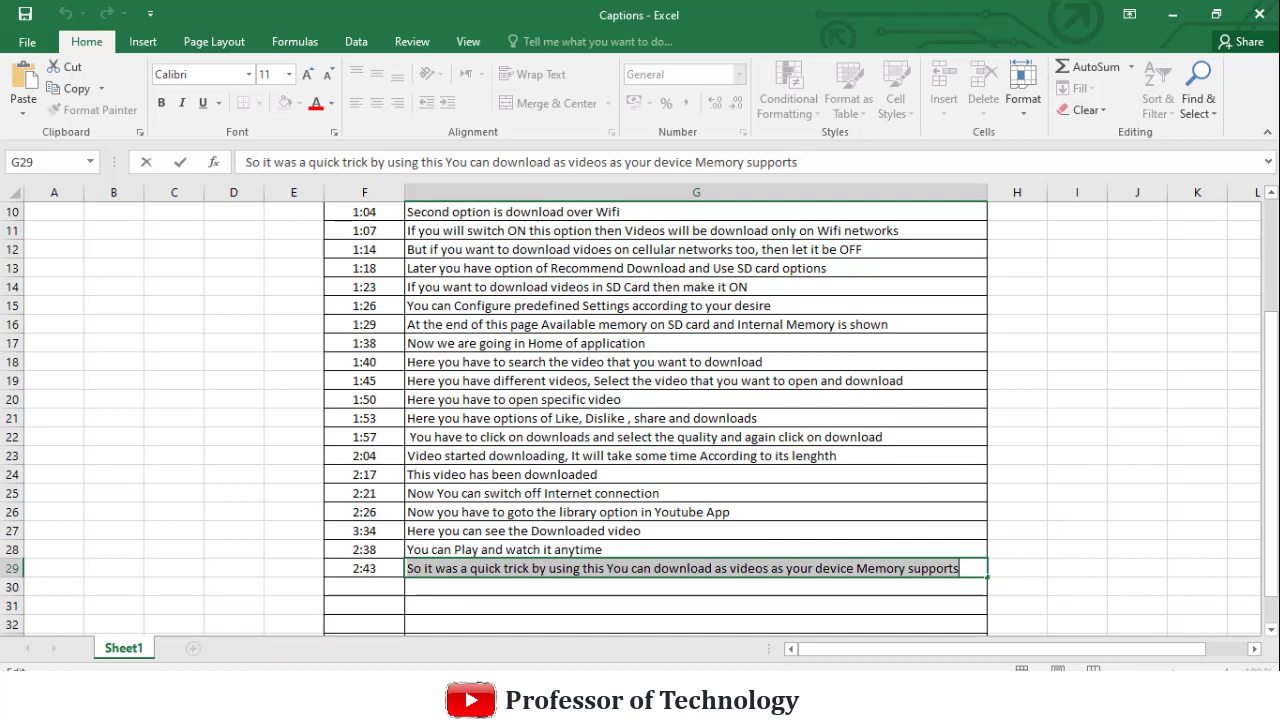 Captions - Excel
File Home Insert Page Layout Formulas Data Review View Tell me what you want to do... Share
Cut
Copy
Format Painter
Paste
Calibri 11
B I U
Wrap Text
Merge & Center
General
% ,
Conditional Formatting
Format as Table
Cell Styles
Insert
Delete
Format
AutoSum
Fill
Clear
Sort & Filter
Find & Select
Clipboard Font Alignment Number Styles Cells Editing
G29 fx So it was a quick trick by using this You can download as videos as your device Memory supports
A B C D E F G H I J K L
10 1:04 Second option is download over Wifi
11 1:07 If you will switch ON this option then Videos will be download only on Wifi networks
12 1:14 But if you want to download vidoes on cellular networks too, then let it be OFF
13 1:18 Later you have option of Recommend Download and Use SD card options
14 1:23 If you want to download videos in SD Card then make it ON
15 1:26 You can Configure predefined Settings according to your desire
16 1:29 At the end of this page Available memory on SD card and Internal Memory is shown
17 1:38 Now we are going in Home of application
18 1:40 Here you have to search the video that you want to download
19 1:45 Here you have different videos, Select the video that you want to open and download
20 1:50 Here you have to open specific video
21 1:53 Here you have options of Like, Dislike , share and downloads
22 1:57 You have to click on downloads and select the quality and again click on download
23 2:04 Video started downloading, It will take some time According to its lenghth
24 2:17 This video has been downloaded
25 2:21 Now You can switch off Internet connection
26 2:26 Now you have to goto the library option in Youtube App
27 3:34 Here you can see the Downloaded video
28 2:38 You can Play and watch it anytime
29 2:43 So it was a quick trick by using this You can download as videos as your device Memory supports
30
31
32
Sheet1
Professor of Technology